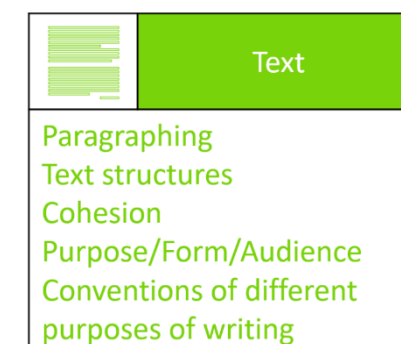 Text
Paragraphing
Text structures
Cohesion
Purpose/Form/Audience
Conventions of different
purposes of writing